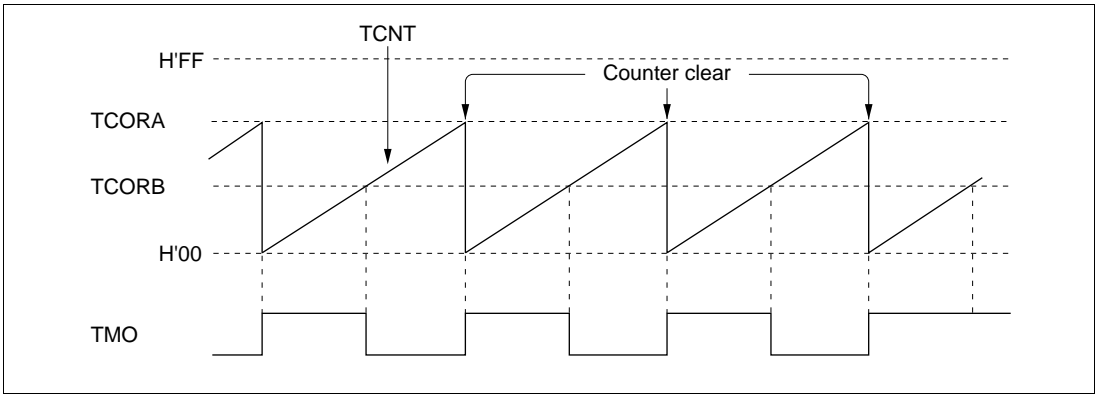 TCNT
H'FF
Counter clear
TCORA
TCORB
H'00
TMO